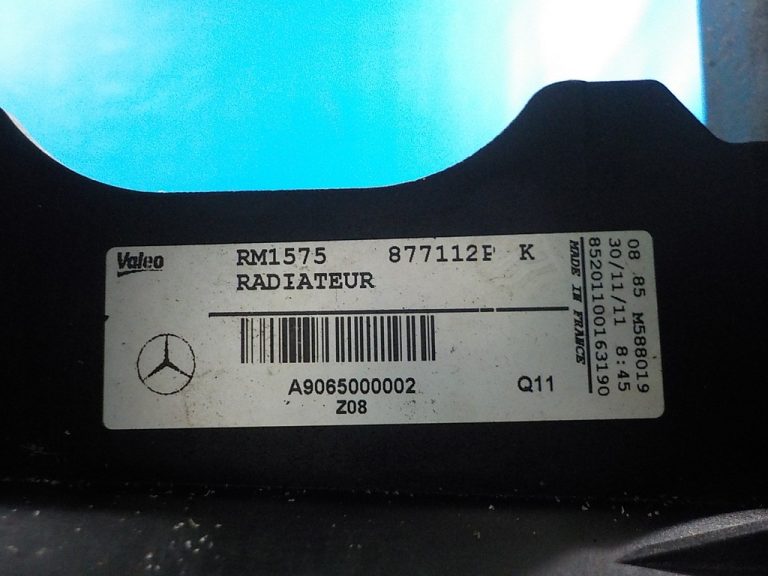 Valeo
RM1575 877112P K
RADIATEUR
A9065000002
Z08
Q11
MADE IN FRANCE
08 85 M588019
30/11/11 8:45
85201100163190